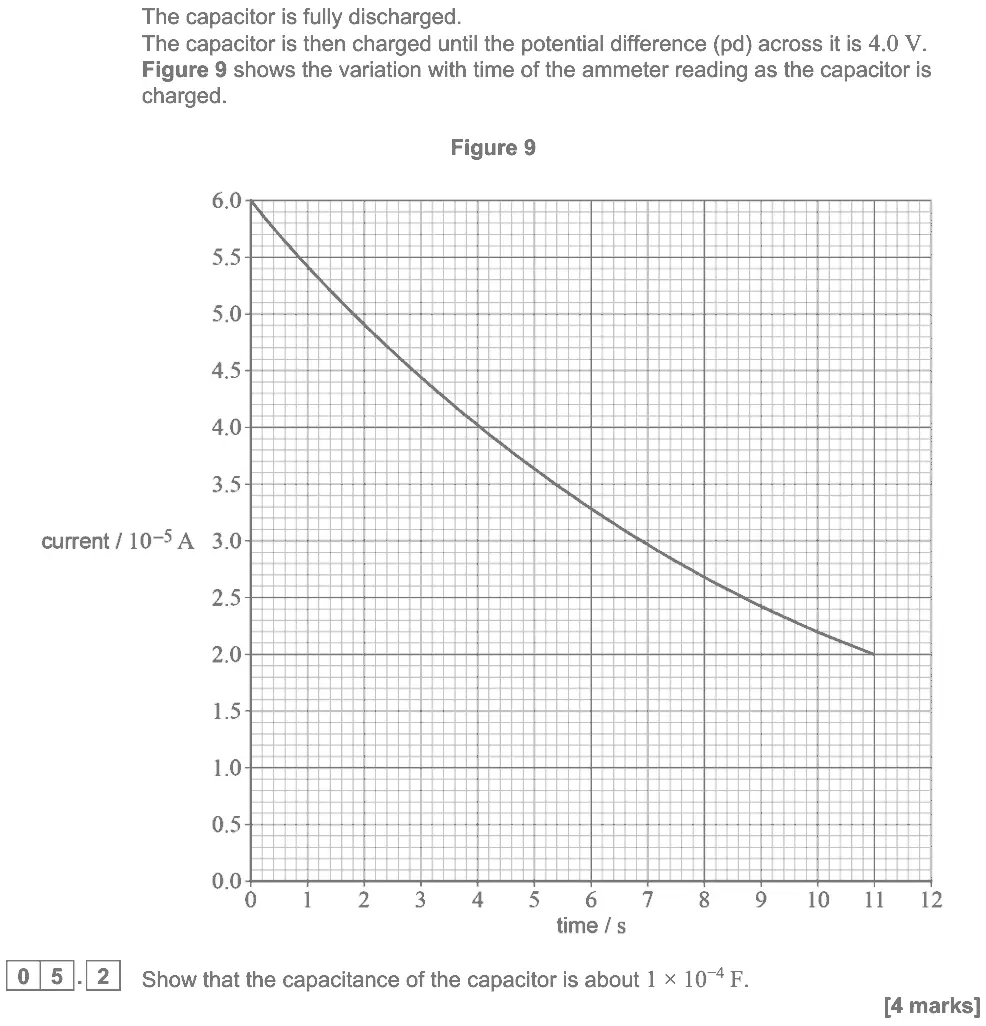 The capacitor is fully discharged.
The capacitor is then charged until the potential difference (pd) across it is 4.0 V.
Figure 9 shows the variation with time of the ammeter reading as the capacitor is
charged.
Figure 9
6.0
5.5
5.0
4.5
4.0
3.5
current / 10⁻⁵ A 3.0
2.5
2.0
1.5
1.0
0.5
0.0
0 1 2 3 4 5 6 7 8 9 10 11 12
time / s
0 5 . 2 Show that the capacitance of the capacitor is about 1 × 10⁻⁴ F.
[4 marks]